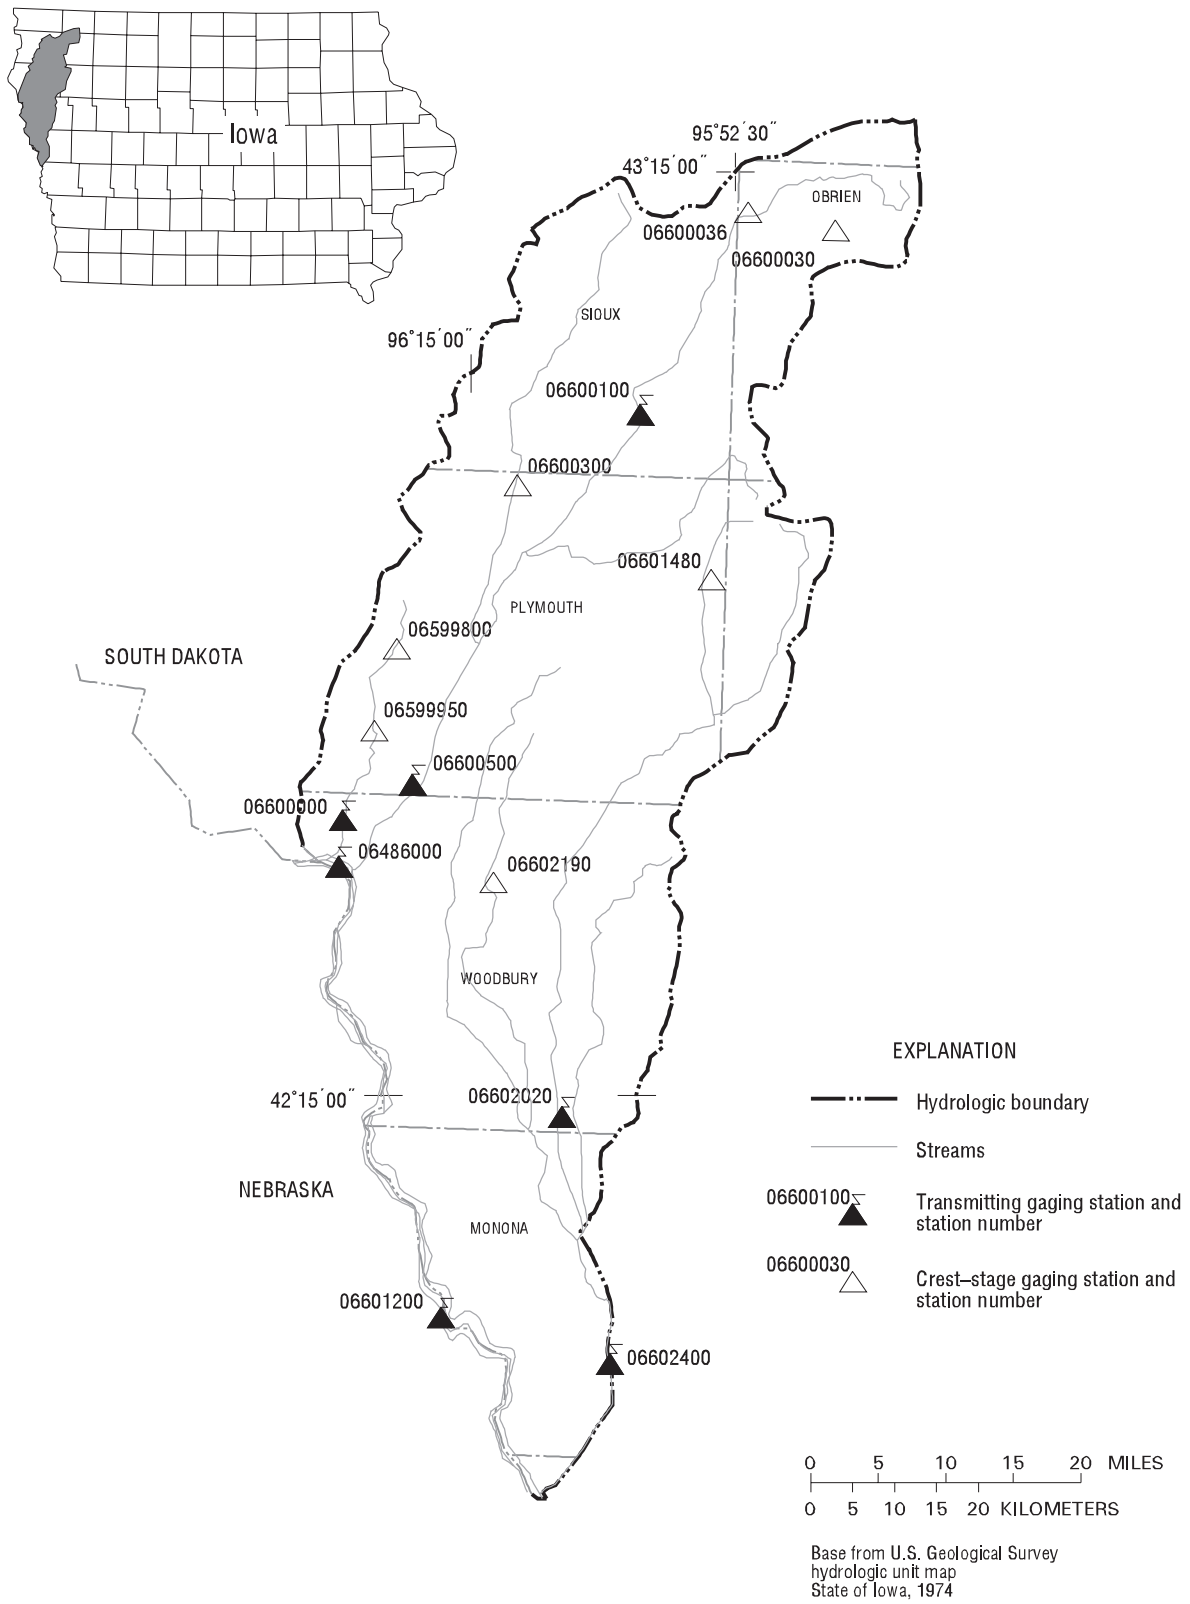 Iowa
95°52′30″
43°15′00″
OBRIEN
06600036
06600030
SIOUX
96°15′00″
06600100
06600300
06601480
PLYMOUTH
06599800
SOUTH DAKOTA
06599950
06600500
06600000
06486000
06602190
WOODBURY
EXPLANATION
42°15′00″
06602020
Hydrologic boundary
Streams
NEBRASKA
06600100
Transmitting gaging station and
station number
MONONA
06600030
Crest–stage gaging station and
station number
06601200
06602400
0 5 10 15 20 MILES
0 5 10 15 20 KILOMETERS
Base from U.S. Geological Survey
hydrologic unit map
State of Iowa, 1974